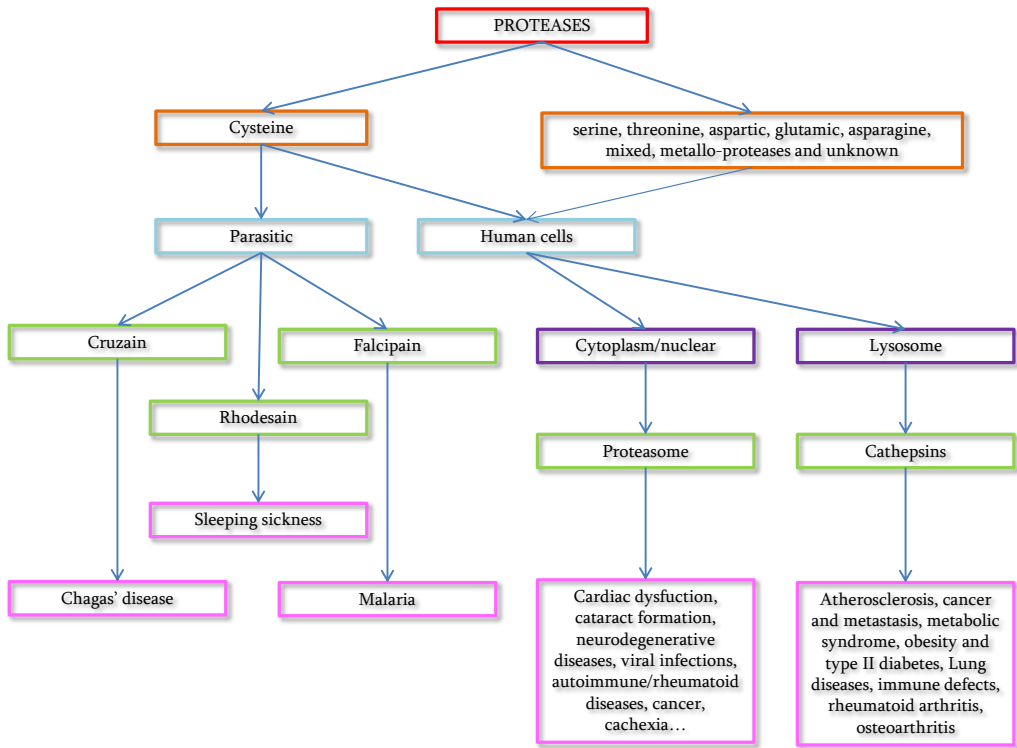 PROTEASES
Cysteine
serine, threonine, aspartic, glutamic, asparagine,
mixed, metallo-proteases and unknown
Parasitic
Human cells
Cruzain
Falcipain
Cytoplasm/nuclear
Lysosome
Rhodesain
Proteasome
Cathepsins
Sleeping sickness
Chagas’ disease
Malaria
Cardiac dysfuction,
cataract formation,
neurodegenerative
diseases, viral infections,
autoimmune/rheumatoid
diseases, cancer,
cachexia…
Atherosclerosis, cancer
and metastasis, metabolic
syndrome, obesity and
type II diabetes, Lung
diseases, immune defects,
rheumatoid arthritis,
osteoarthritis